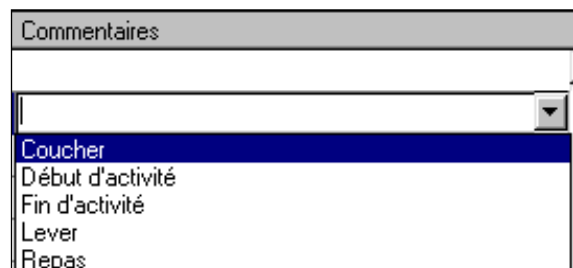 Commentaires
Coucher
Début d'activité
Fin d'activité
Lever
Repas